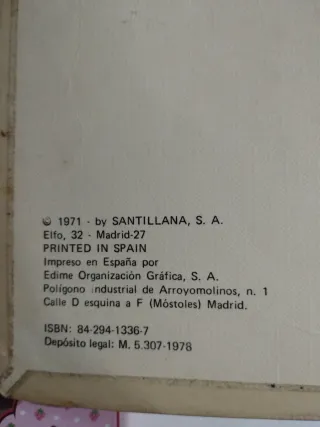 © 1971 - by SANTILLANA, S. A.
Elfo, 32 - Madrid-27
PRINTED IN SPAIN
Impreso en España por
Edime Organización Gráfica, S. A.
Polígono industrial de Arroyomolinos, n. 1
Calle D esquina a F (Móstoles) Madrid.
ISBN: 84-294-1336-7
Depósito legal: M. 5.307-1978